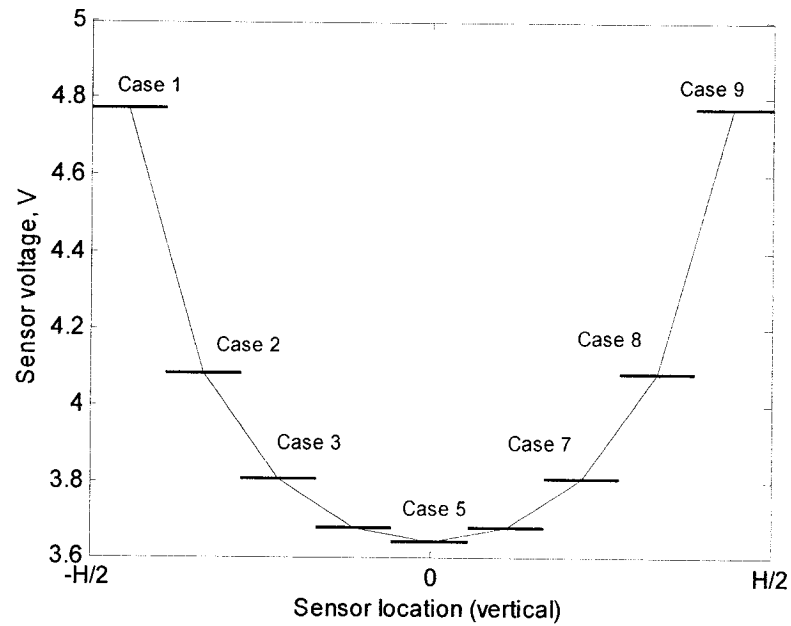 5
4.8
4.6
4.4
4.2
4
3.8
3.6
Sensor voltage, V
Case 1
Case 9
Case 2
Case 8
Case 3
Case 7
Case 5
-H/2
0
H/2
Sensor location (vertical)